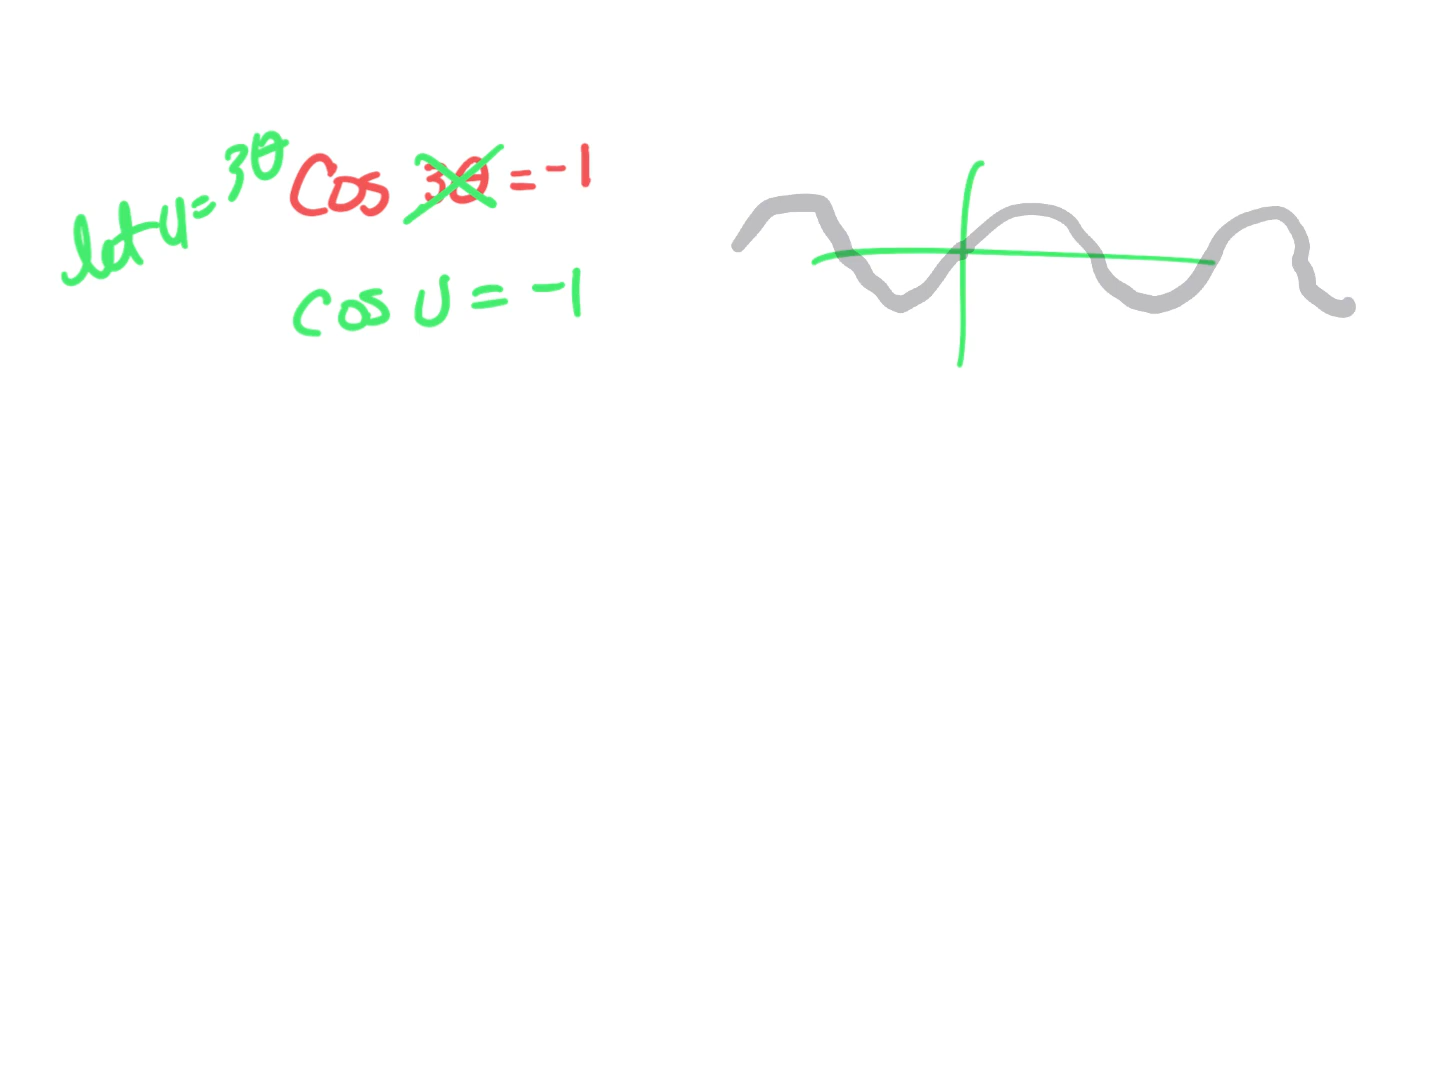 let u = 3θ cos 3θ = -1
cos u = -1